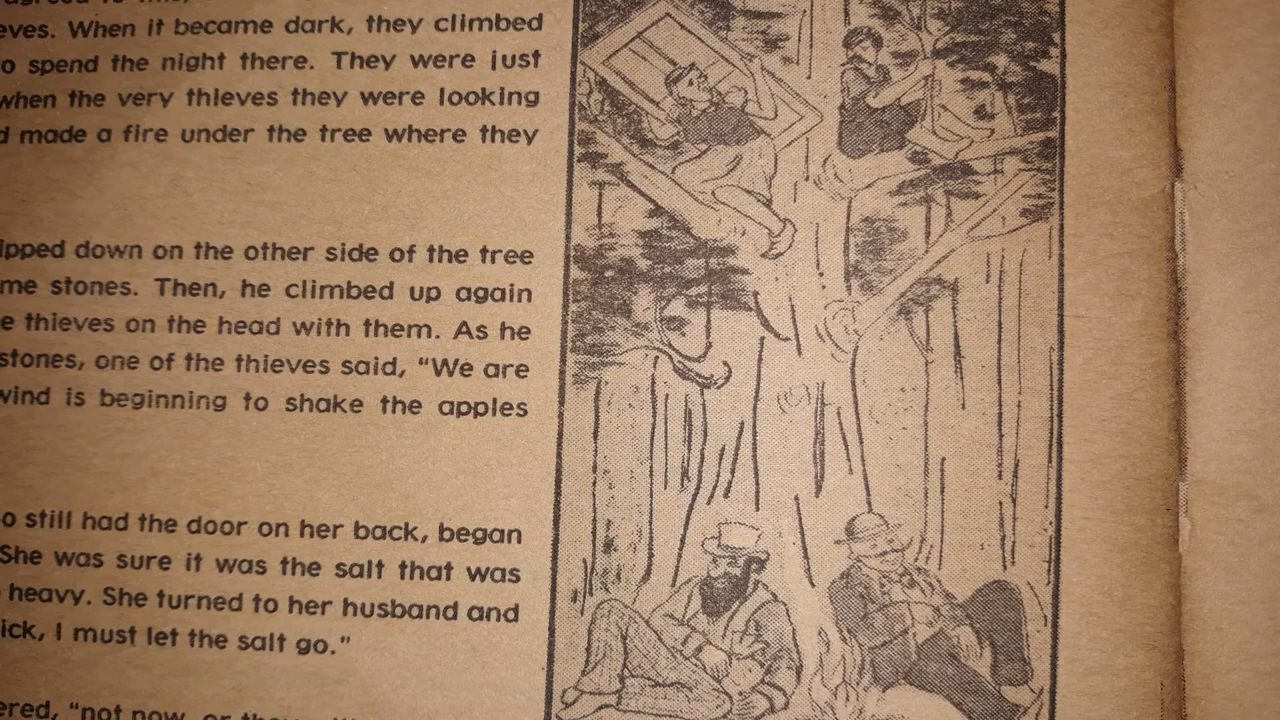 eves. When it became dark, they climbed
o spend the night there. They were just
when the very thieves they were looking
d made a fire under the tree where they
ipped down on the other side of the tree
me stones. Then, he climbed up again
e thieves on the head with them. As he
stones, one of the thieves said, “We are
wind is beginning to shake the apples
o still had the door on her back, began
She was sure it was the salt that was
heavy. She turned to her husband and
ick, I must let the salt go.”
ered, “not now, or